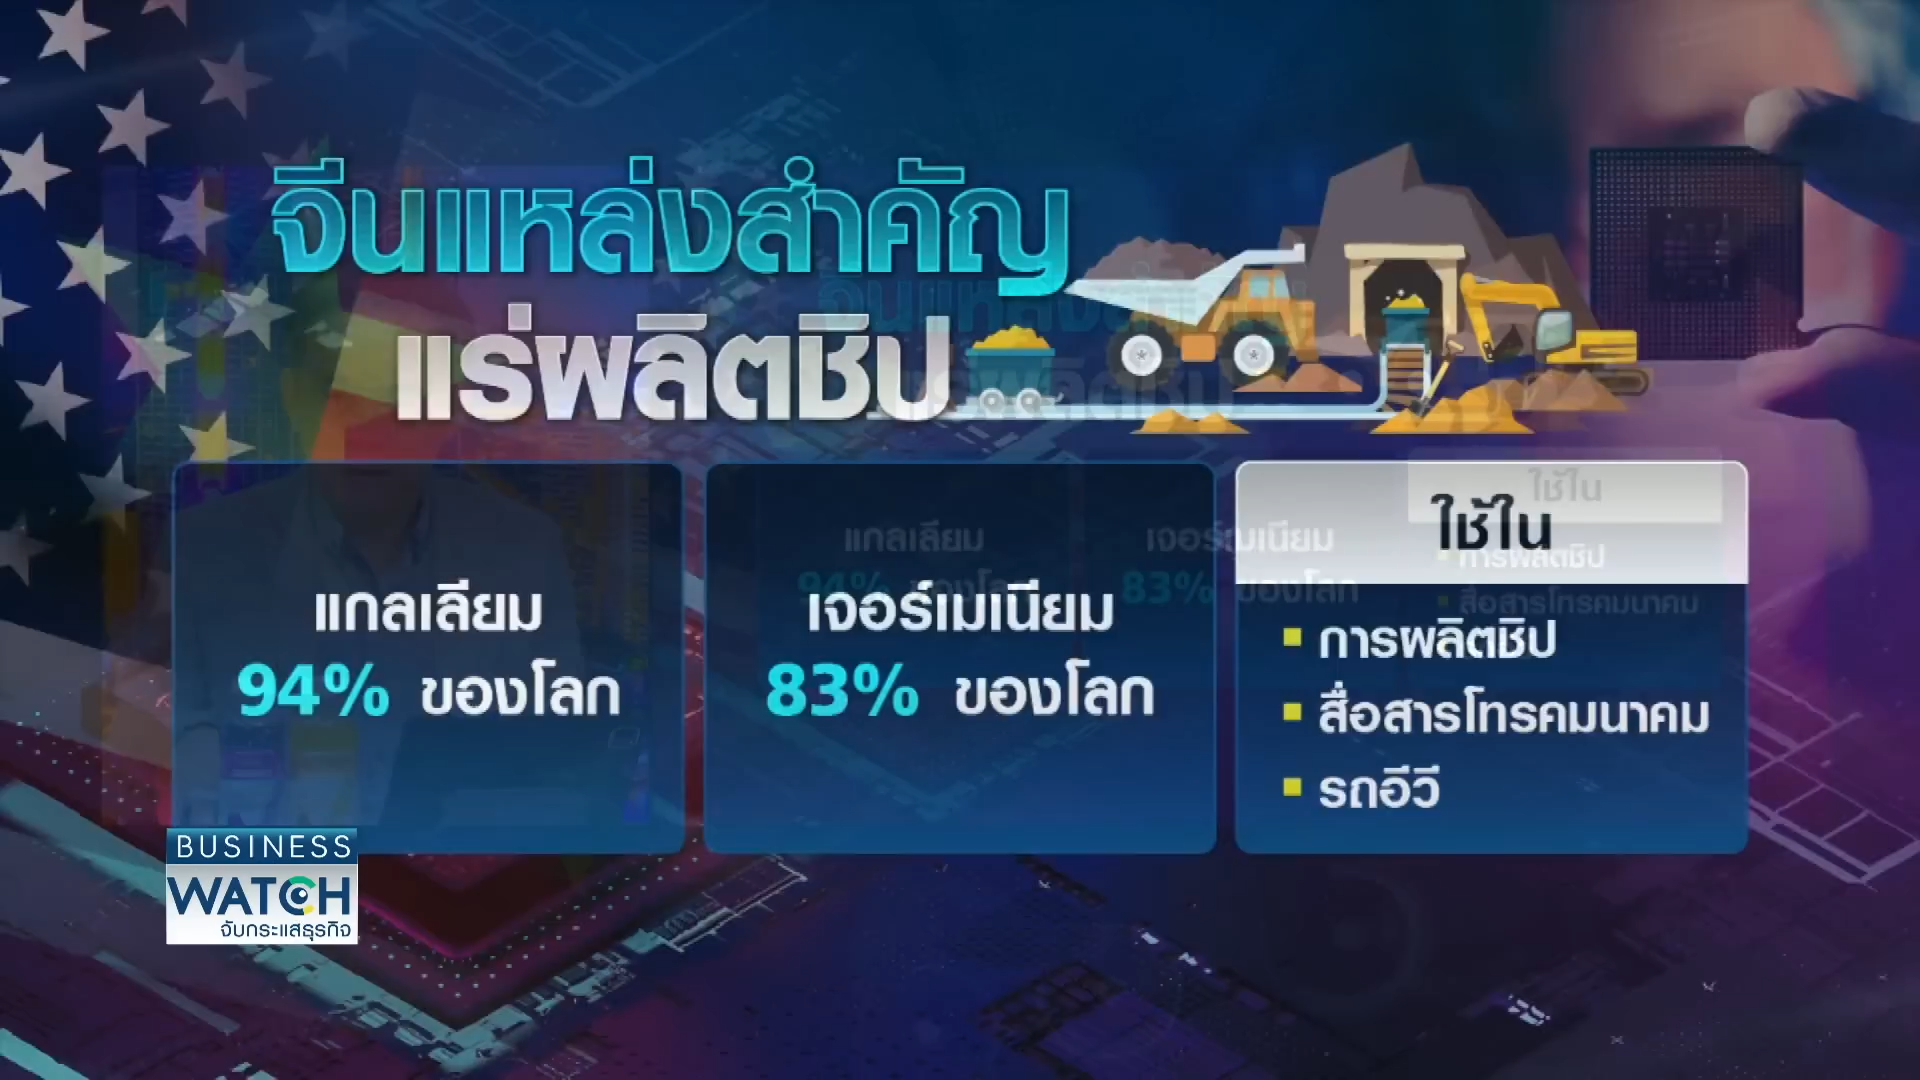 จีนแหล่งสำคัญ
แร่ผลิตชิป
แกลเลียม
94% ของโลก
เจอร์เมเนียม
83% ของโลก
ใช้ใน
การผลิตชิป
สื่อสารโทรคมนาคม
รถอีวี
BUSINESS
WATCH
จับกระแสธุรกิจ